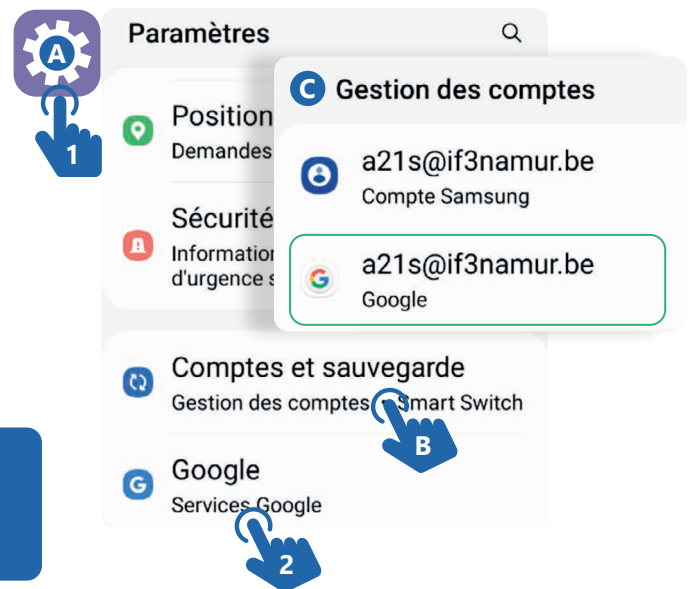 A
1
Paramètres
Position
Demandes
Sécurité
Information
d'urgence s
C Gestion des comptes
a21s@if3namur.be
Compte Samsung
a21s@if3namur.be
G
Google
Comptes et sauvegarde
Gestion des comptes • Smart Switch
B
G
Google
Services Google
2